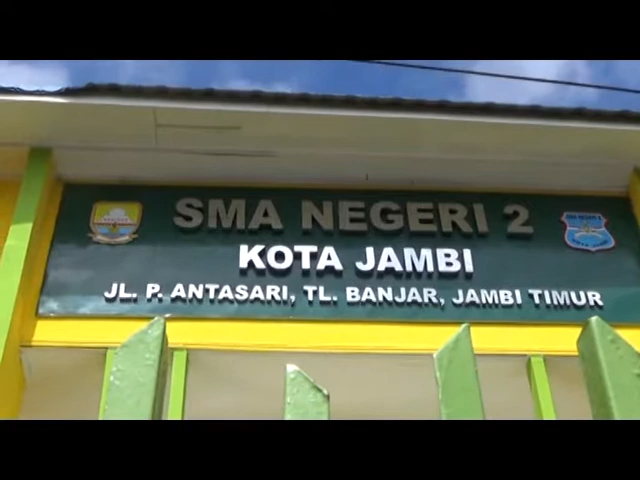 SMA NEGERI 2
KOTA JAMBI
JL. P. ANTASARI, TL. BANJAR, JAMBI TIMUR